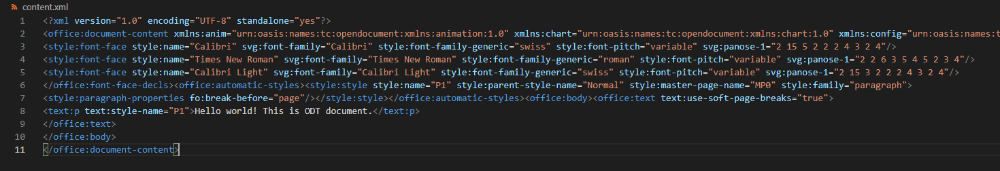 content.xml
1 <?xml version="1.0" encoding="UTF-8" standalone="yes"?>
2 <office:document-content xmlns:anim="urn:oasis:names:tc:opendocument:xmlns:animation:1.0" xmlns:chart="urn:oasis:names:tc:opendocument:xmlns:chart:1.0" xmlns:config="urn:oasis:names:t
3 <style:font-face style:name="Calibri" svg:font-family="Calibri" style:font-family-generic="swiss" style:font-pitch="variable" svg:panose-1="2 15 5 2 2 2 4 3 2 4"/>
4 <style:font-face style:name="Times New Roman" svg:font-family="Times New Roman" style:font-family-generic="roman" style:font-pitch="variable" svg:panose-1="2 2 6 3 5 4 5 2 3 4"/>
5 <style:font-face style:name="Calibri Light" svg:font-family="Calibri Light" style:font-family-generic="swiss" style:font-pitch="variable" svg:panose-1="2 15 3 2 2 2 4 3 2 4"/>
6 </office:font-face-decls><office:automatic-styles><style:style style:name="P1" style:parent-style-name="Normal" style:master-page-name="MP0" style:family="paragraph">
7 <style:paragraph-properties fo:break-before="page"/></style:style></office:automatic-styles><office:body><office:text text:use-soft-page-breaks="true">
8 <text:p text:style-name="P1">Hello world! This is ODT document.</text:p>
9 </office:text>
10 </office:body>
11 </office:document-content>